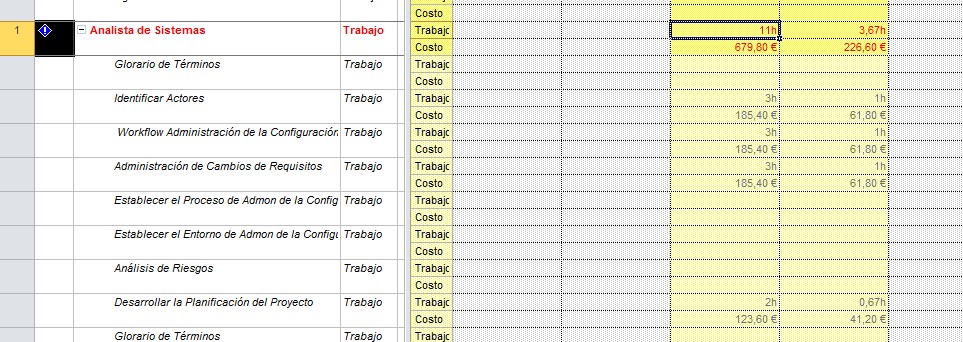 Costo
1 Analista de Sistemas Trabajo Trabajo 11h 3,67h
Costo 679,80 € 226,60 €
Glorario de Términos Trabajo Trabajo
Costo
Identificar Actores Trabajo Trabajo 3h 1h
Costo 185,40 € 61,80 €
Workflow Administración de la Configuración Trabajo Trabajo 3h 1h
Costo 185,40 € 61,80 €
Administración de Cambios de Requisitos Trabajo Trabajo 3h 1h
Costo 185,40 € 61,80 €
Establecer el Proceso de Admon de la Config Trabajo Trabajo
Costo
Establecer el Entorno de Admon de la Configu Trabajo Trabajo
Costo
Análisis de Riesgos Trabajo Trabajo
Costo
Desarrollar la Planificación del Proyecto Trabajo Trabajo 2h 0,67h
Costo 123,60 € 41,20 €
Glorario de Términos Trabajo Trabajo